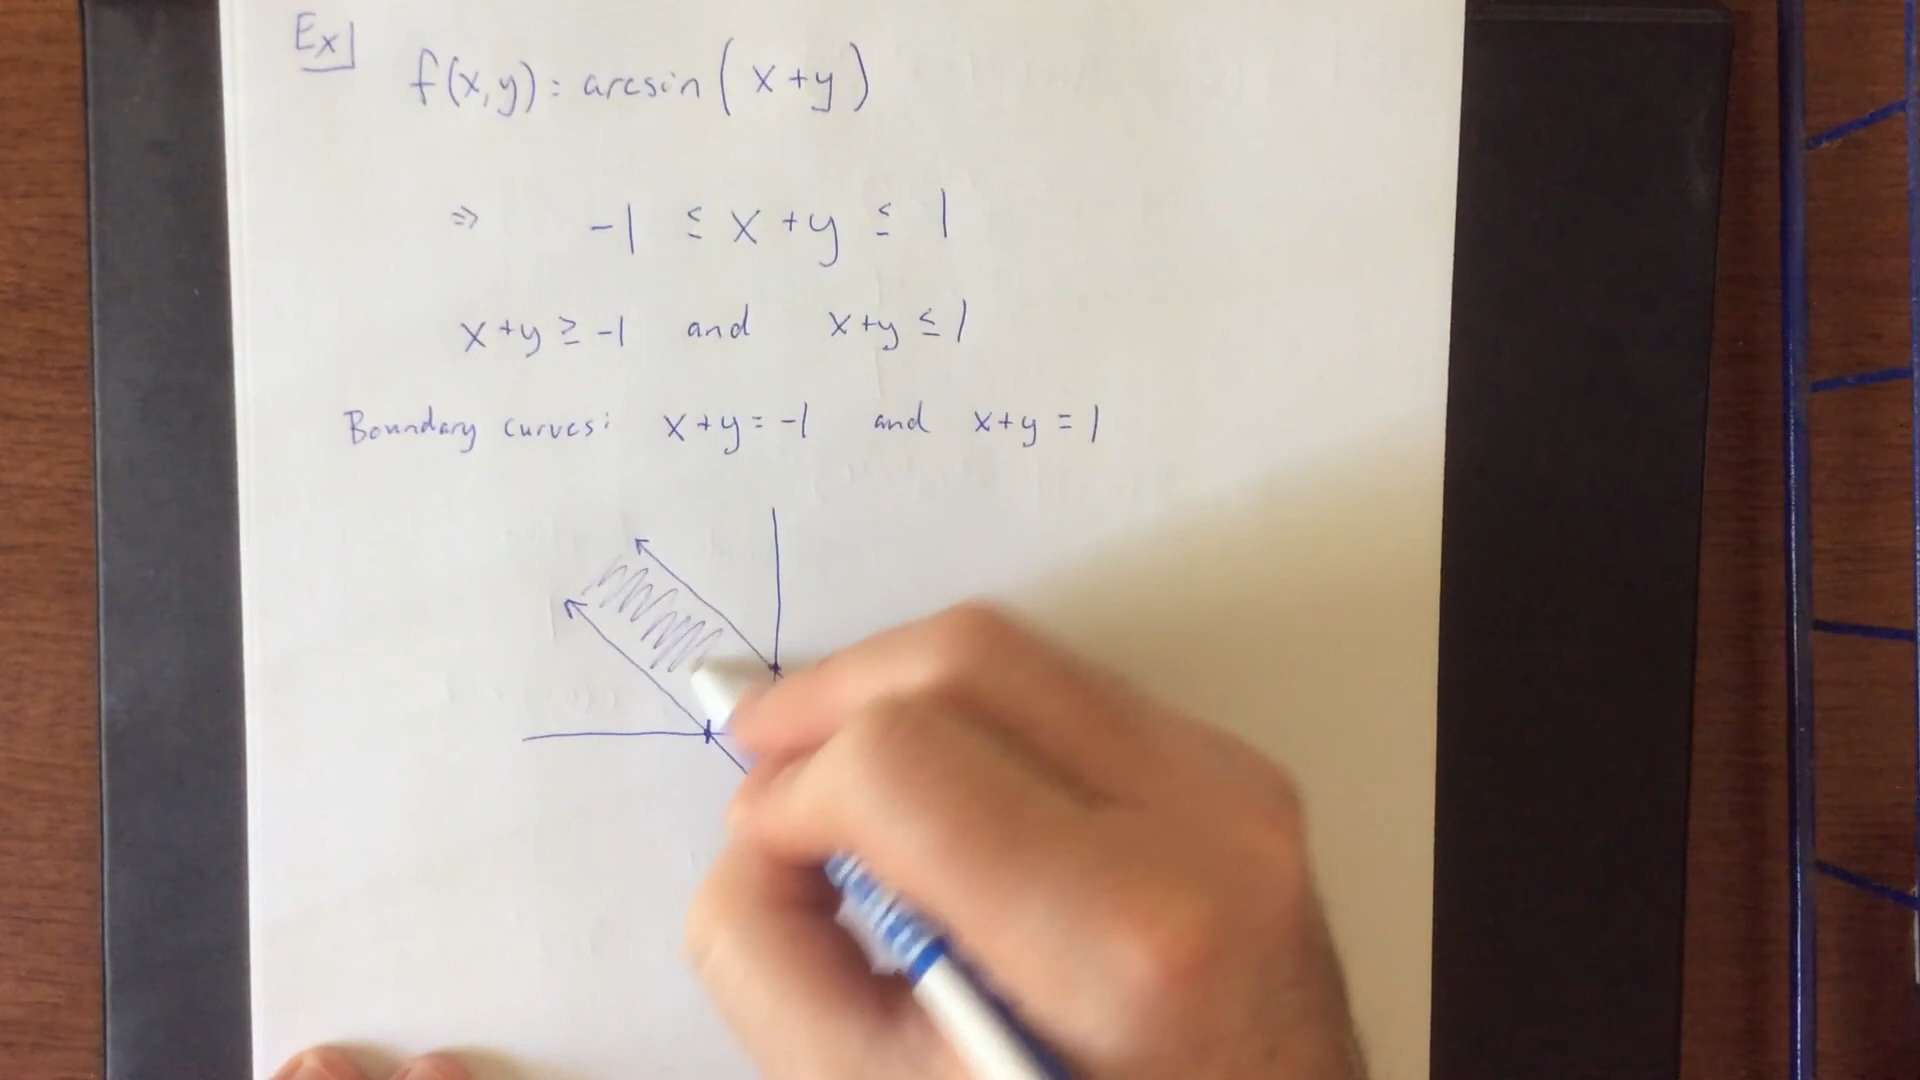 Ex
f(x,y) = arcsin(x+y)
⇒ -1 ≤ x+y ≤ 1
x+y ≥ -1 and x+y ≤ 1
Boundary curves: x+y = -1 and x+y = 1